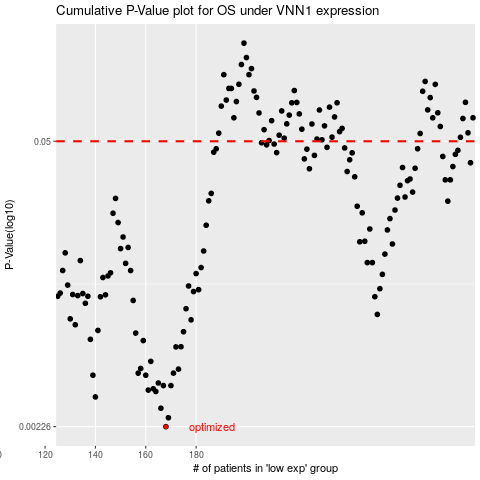 Cumulative P-Value plot for OS under VNN1 expression
P-Value(log10)
0.05
0.00226
optimized
0 120 140 160 180
# of patients in 'low exp' group